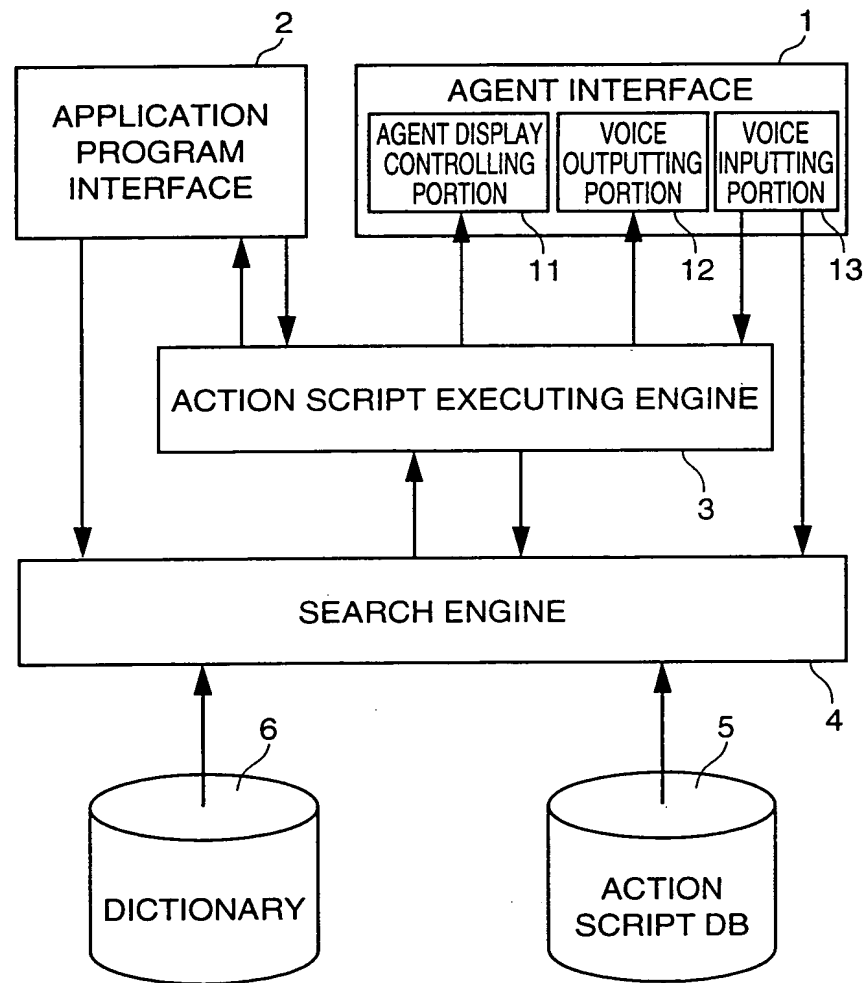 2
1
APPLICATION
PROGRAM
INTERFACE
AGENT INTERFACE
AGENT DISPLAY
CONTROLLING
PORTION
VOICE
OUTPUTTING
PORTION
VOICE
INPUTTING
PORTION
11
12
13
ACTION SCRIPT EXECUTING ENGINE
3
SEARCH ENGINE
4
6
5
DICTIONARY
ACTION
SCRIPT DB